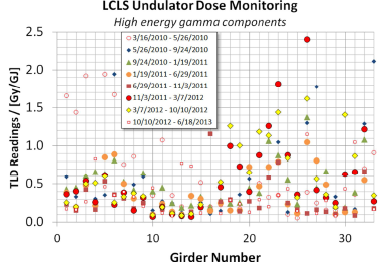 LCLS Undulator Dose Monitoring
High energy gamma components
3/16/2010 - 5/26/2010
5/26/2010 - 9/24/2010
9/24/2010 - 1/19/2011
1/19/2011 - 6/29/2011
6/29/2011 - 11/3/2011
11/3/2011 - 3/7/2012
3/7/2012 - 10/10/2012
10/10/2012 - 6/18/2013
TLD Readings / [Gy/GJ]
2.5
2.0
1.5
1.0
0.5
0.0
0 10 20 30
Girder Number